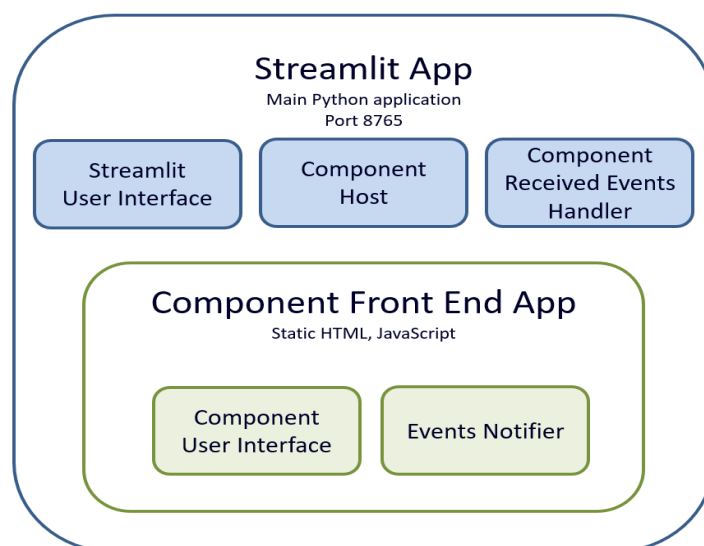 Streamlit App
Main Python application
Port 8765
Streamlit
User Interface
Component
Host
Component
Received Events
Handler
Component Front End App
Static HTML, JavaScript
Component
User Interface
Events Notifier